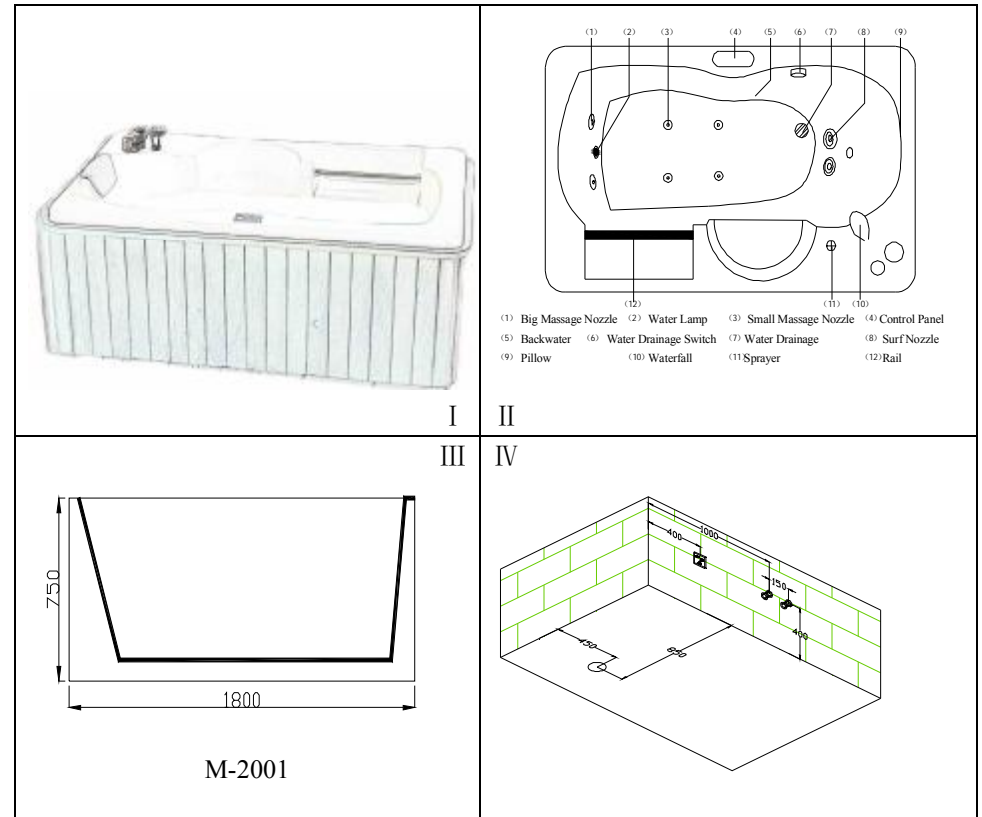 I
(1) (2) (3) (4) (5) (6) (7) (8) (9)
(12) (11) (10)
(1) Big Massage Nozzle (2) Water Lamp (3) Small Massage Nozzle (4) Control Panel
(5) Backwater (6) Water Drainage Switch (7) Water Drainage (8) Surf Nozzle
(9) Pillow (10) Waterfall (11)Sprayer (12)Rail
II
III
750
1800
M-2001
IV
1000
400
150
400
450
850